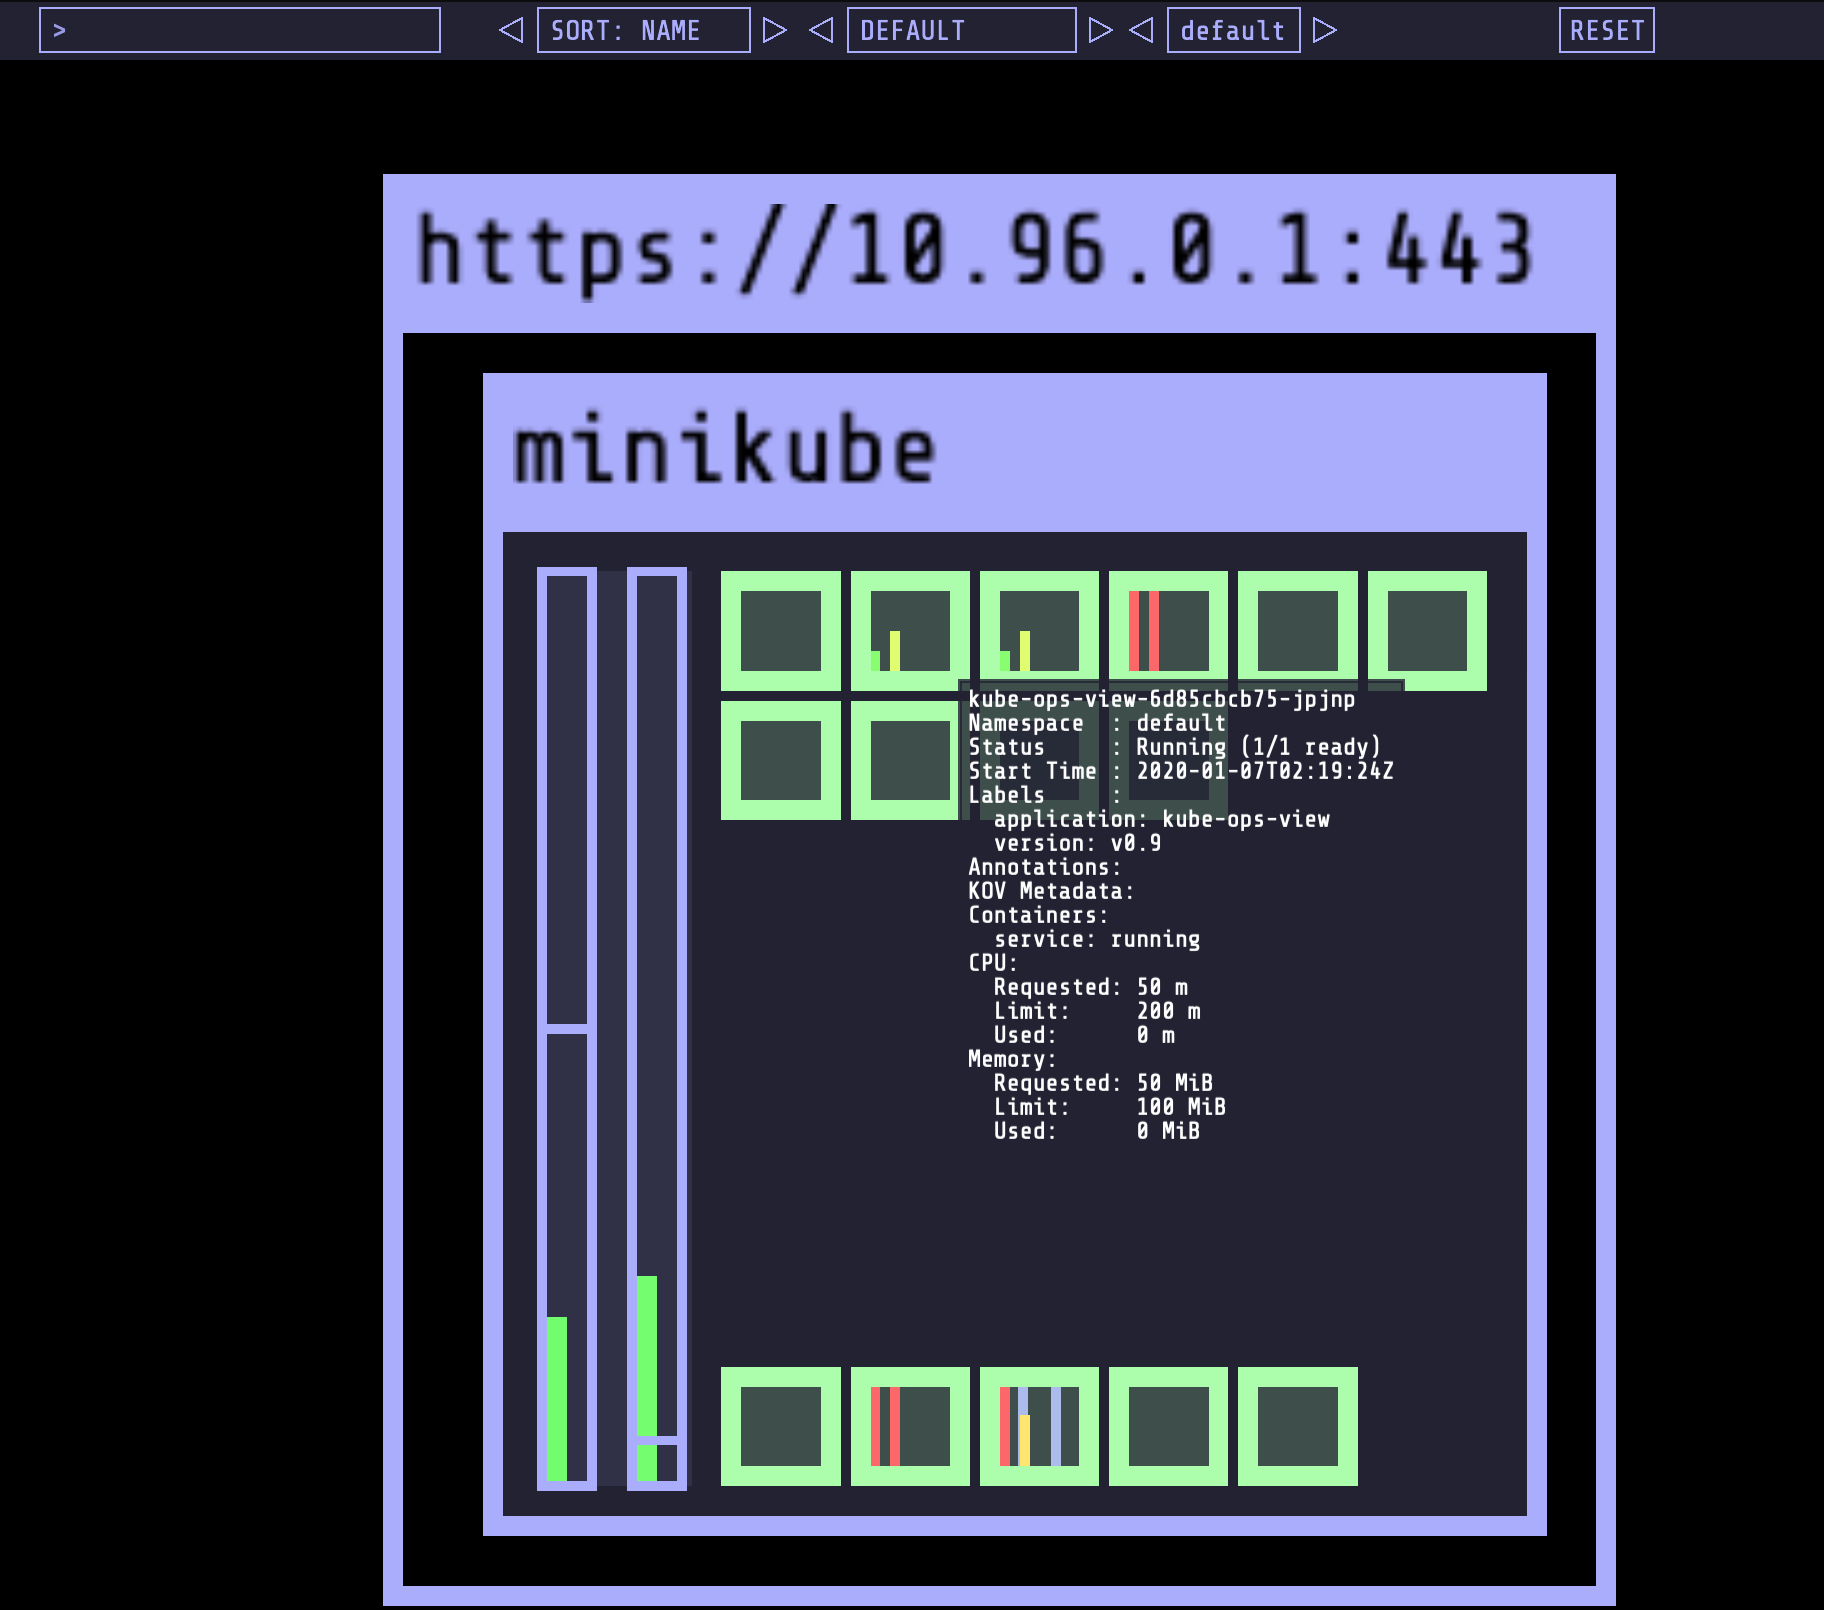 > SORT: NAME DEFAULT default RESET
https://10.96.0.1:443
minikube
kube-ops-view-6d85cbcb75-jpjnp
Namespace : default
Status : Running (1/1 ready)
Start Time : 2020-01-07T02:19:24Z
Labels :
application: kube-ops-view
version: v0.9
Annotations:
KOV Metadata:
Containers:
service: running
CPU:
Requested: 50 m
Limit: 200 m
Used: 0 m
Memory:
Requested: 50 MiB
Limit: 100 MiB
Used: 0 MiB